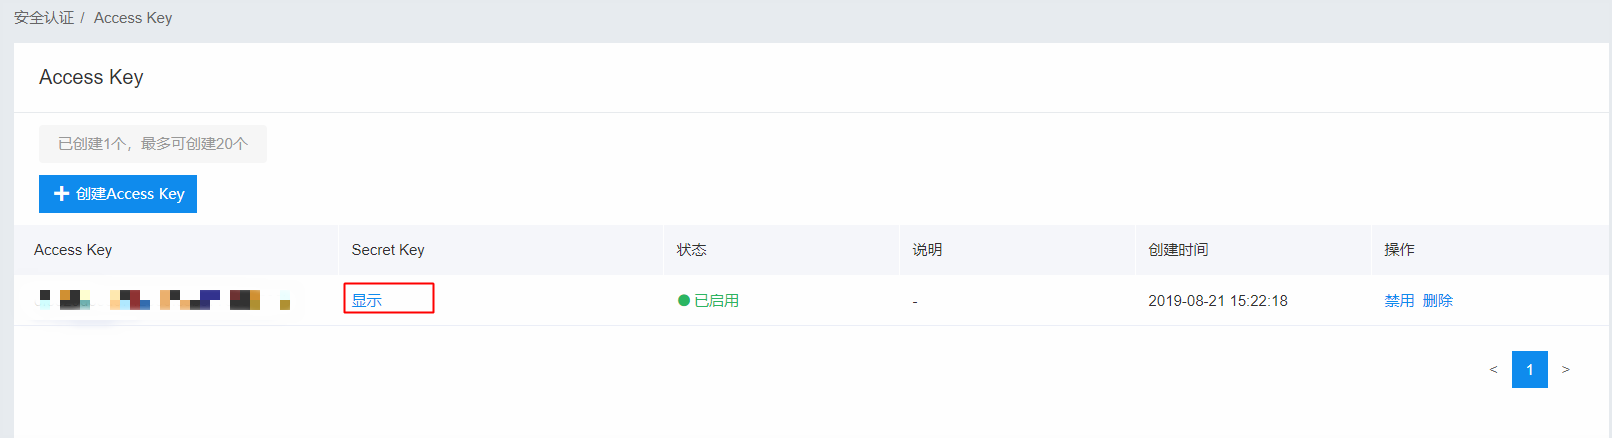 安全认证 / Access Key
Access Key
已创建1个，最多可创建20个
创建Access Key
Access Key Secret Key 状态 说明 创建时间 操作
显示 已启用 - 2019-08-21 15:22:18 禁用 删除
< 1 >